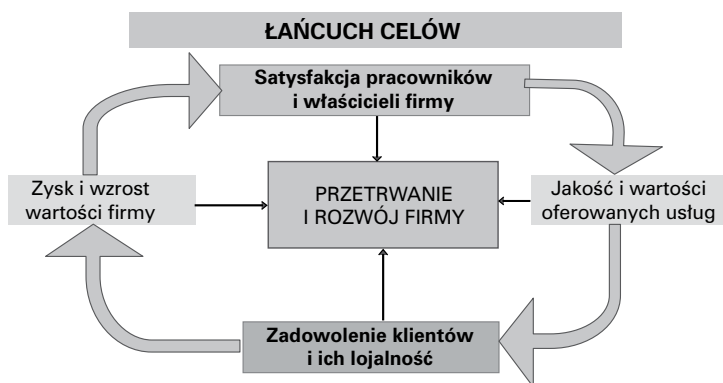 ŁAŃCUCH CELÓW
Satysfakcja pracowników
i właścicieli firmy
Zysk i wzrost
wartości firmy
PRZETRWANIE
I ROZWÓJ FIRMY
Jakość i wartości
oferowanych usług
Zadowolenie klientów
i ich lojalność